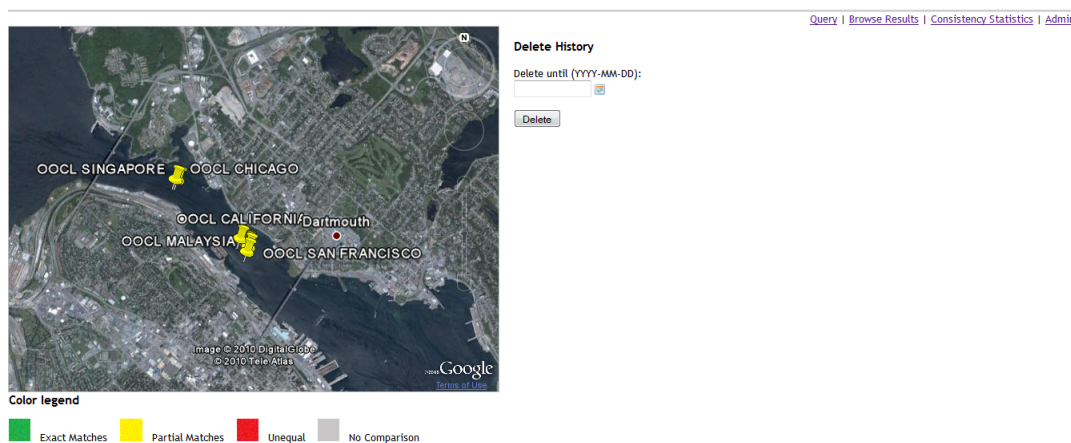 Query | Browse Results | Consistency Statistics | Admin
N
Delete History
Delete until (YYYY-MM-DD):
Delete
OOCL SINGAPORE OOCL CHICAGO
OOCL CALIFORNIA Dartmouth
OOCL MALAYSIA
OOCL SAN FRANCISCO
Image © 2010 DigitalGlobe
© 2010 Tele Atlas
Google
Terms of Use
Color legend
Exact Matches Partial Matches Unequal No Comparison